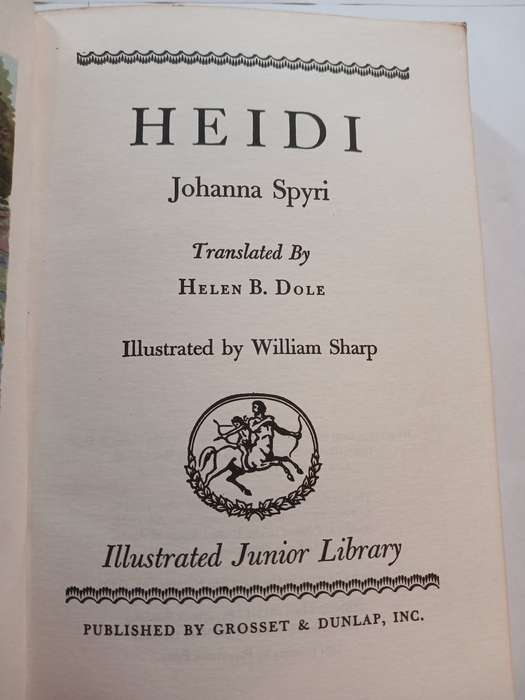 HEIDI
Johanna Spyri
Translated By
HELEN B. DOLE
Illustrated by William Sharp
Illustrated Junior Library
PUBLISHED BY GROSSET & DUNLAP, INC.